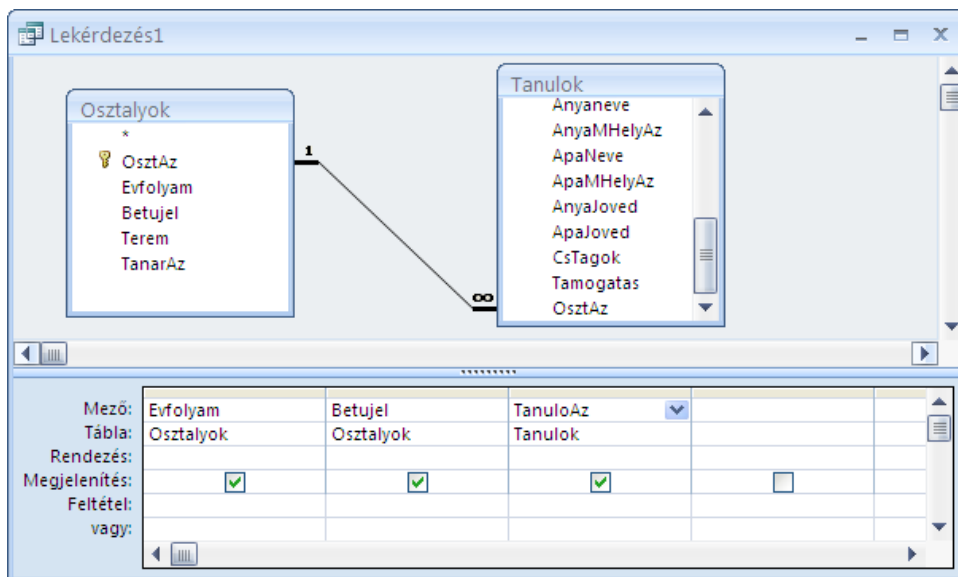 Lekérdezés1
Osztalyok
*
OsztAz
Evfolyam
Betujel
Terem
TanarAz
1
∞
Tanulok
Anyaneve
AnyaMHelyAz
ApaNeve
ApaMHelyAz
AnyaJoved
ApaJoved
CsTagok
Tamogatas
OsztAz
Mező: Evfolyam Betujel TanuloAz
Tábla: Osztalyok Osztalyok Tanulok
Rendezés:
Megjelenítés:
Feltétel:
vagy: